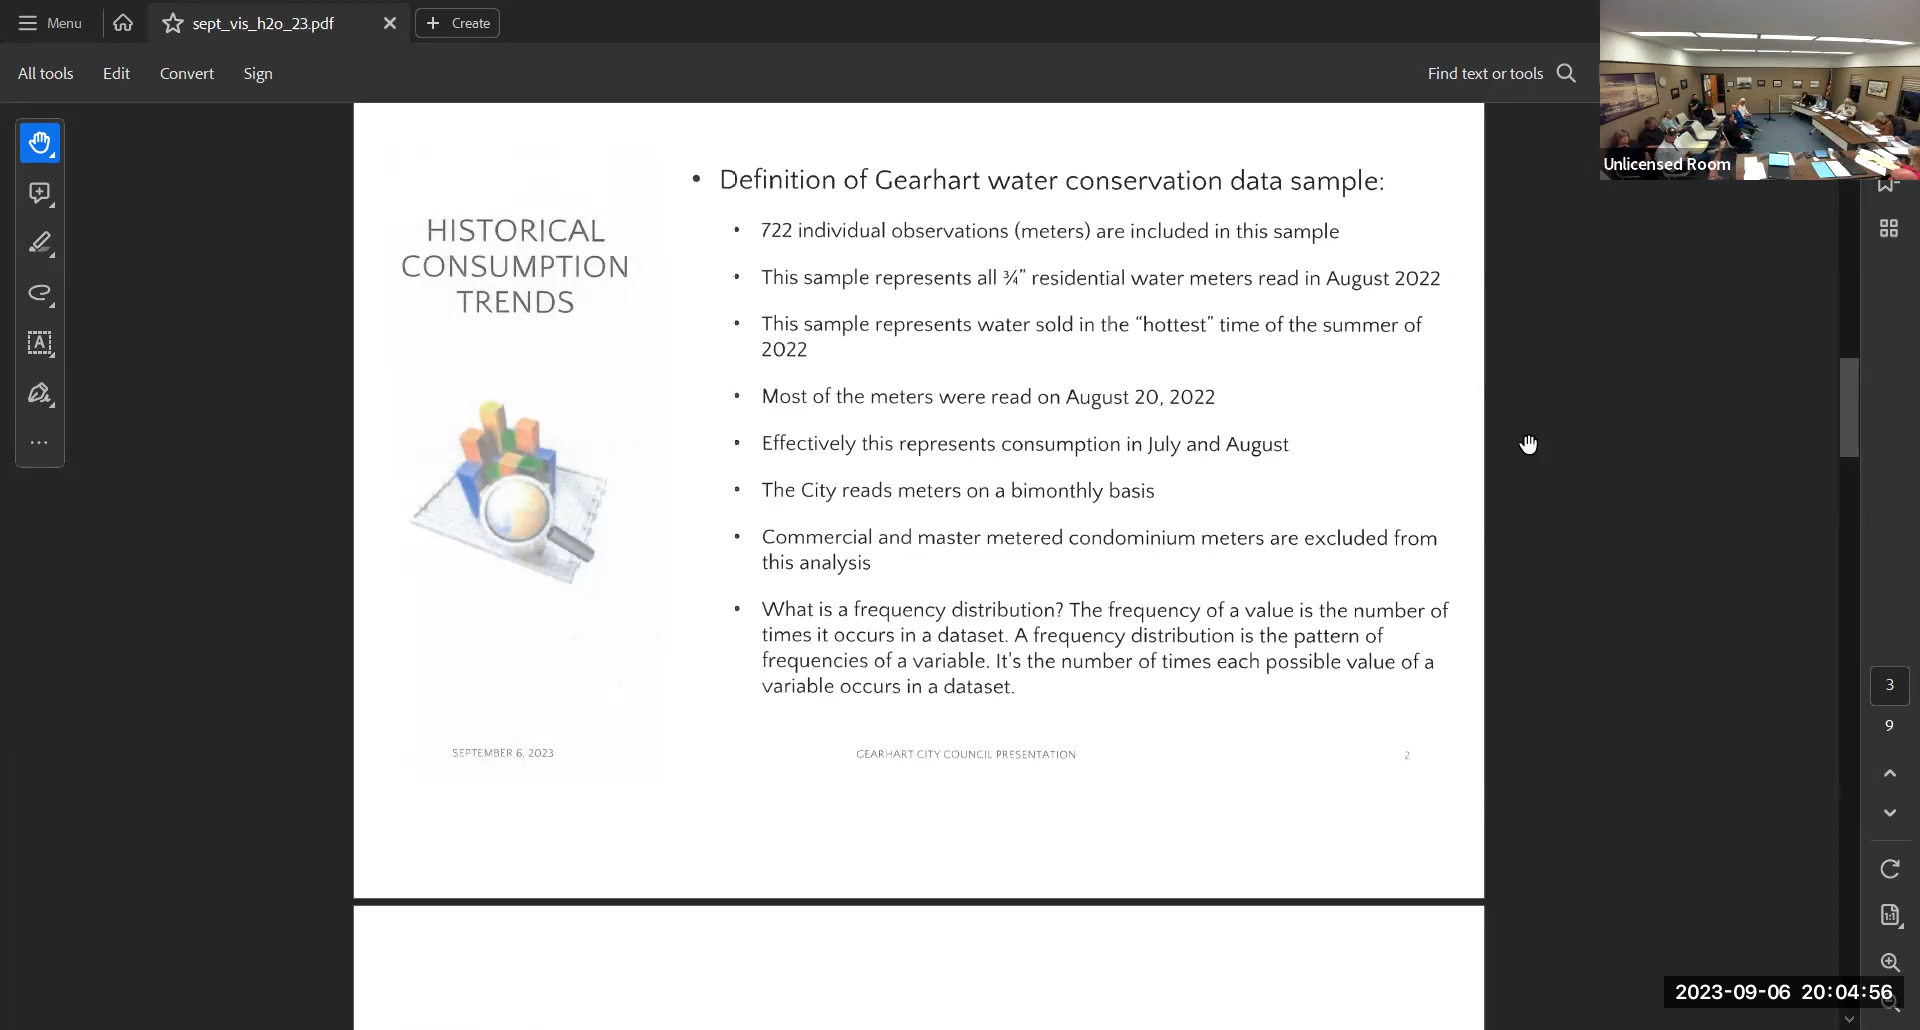 Menu
sept_vis_h2o_23.pdf
Create
All tools
Edit
Convert
Sign
Find text or tools
Unlicensed Room
HISTORICAL
CONSUMPTION
TRENDS
• Definition of Gearhart water conservation data sample:
• 722 individual observations (meters) are included in this sample
• This sample represents all ¾” residential water meters read in August 2022
• This sample represents water sold in the “hottest” time of the summer of
2022
• Most of the meters were read on August 20, 2022
• Effectively this represents consumption in July and August
• The City reads meters on a bimonthly basis
• Commercial and master metered condominium meters are excluded from
this analysis
• What is a frequency distribution? The frequency of a value is the number of
times it occurs in a dataset. A frequency distribution is the pattern of
frequencies of a variable. It's the number of times each possible value of a
variable occurs in a dataset.
SEPTEMBER 6, 2023
GEARHART CITY COUNCIL PRESENTATION
2
3
9
2023-09-06 20:04:56